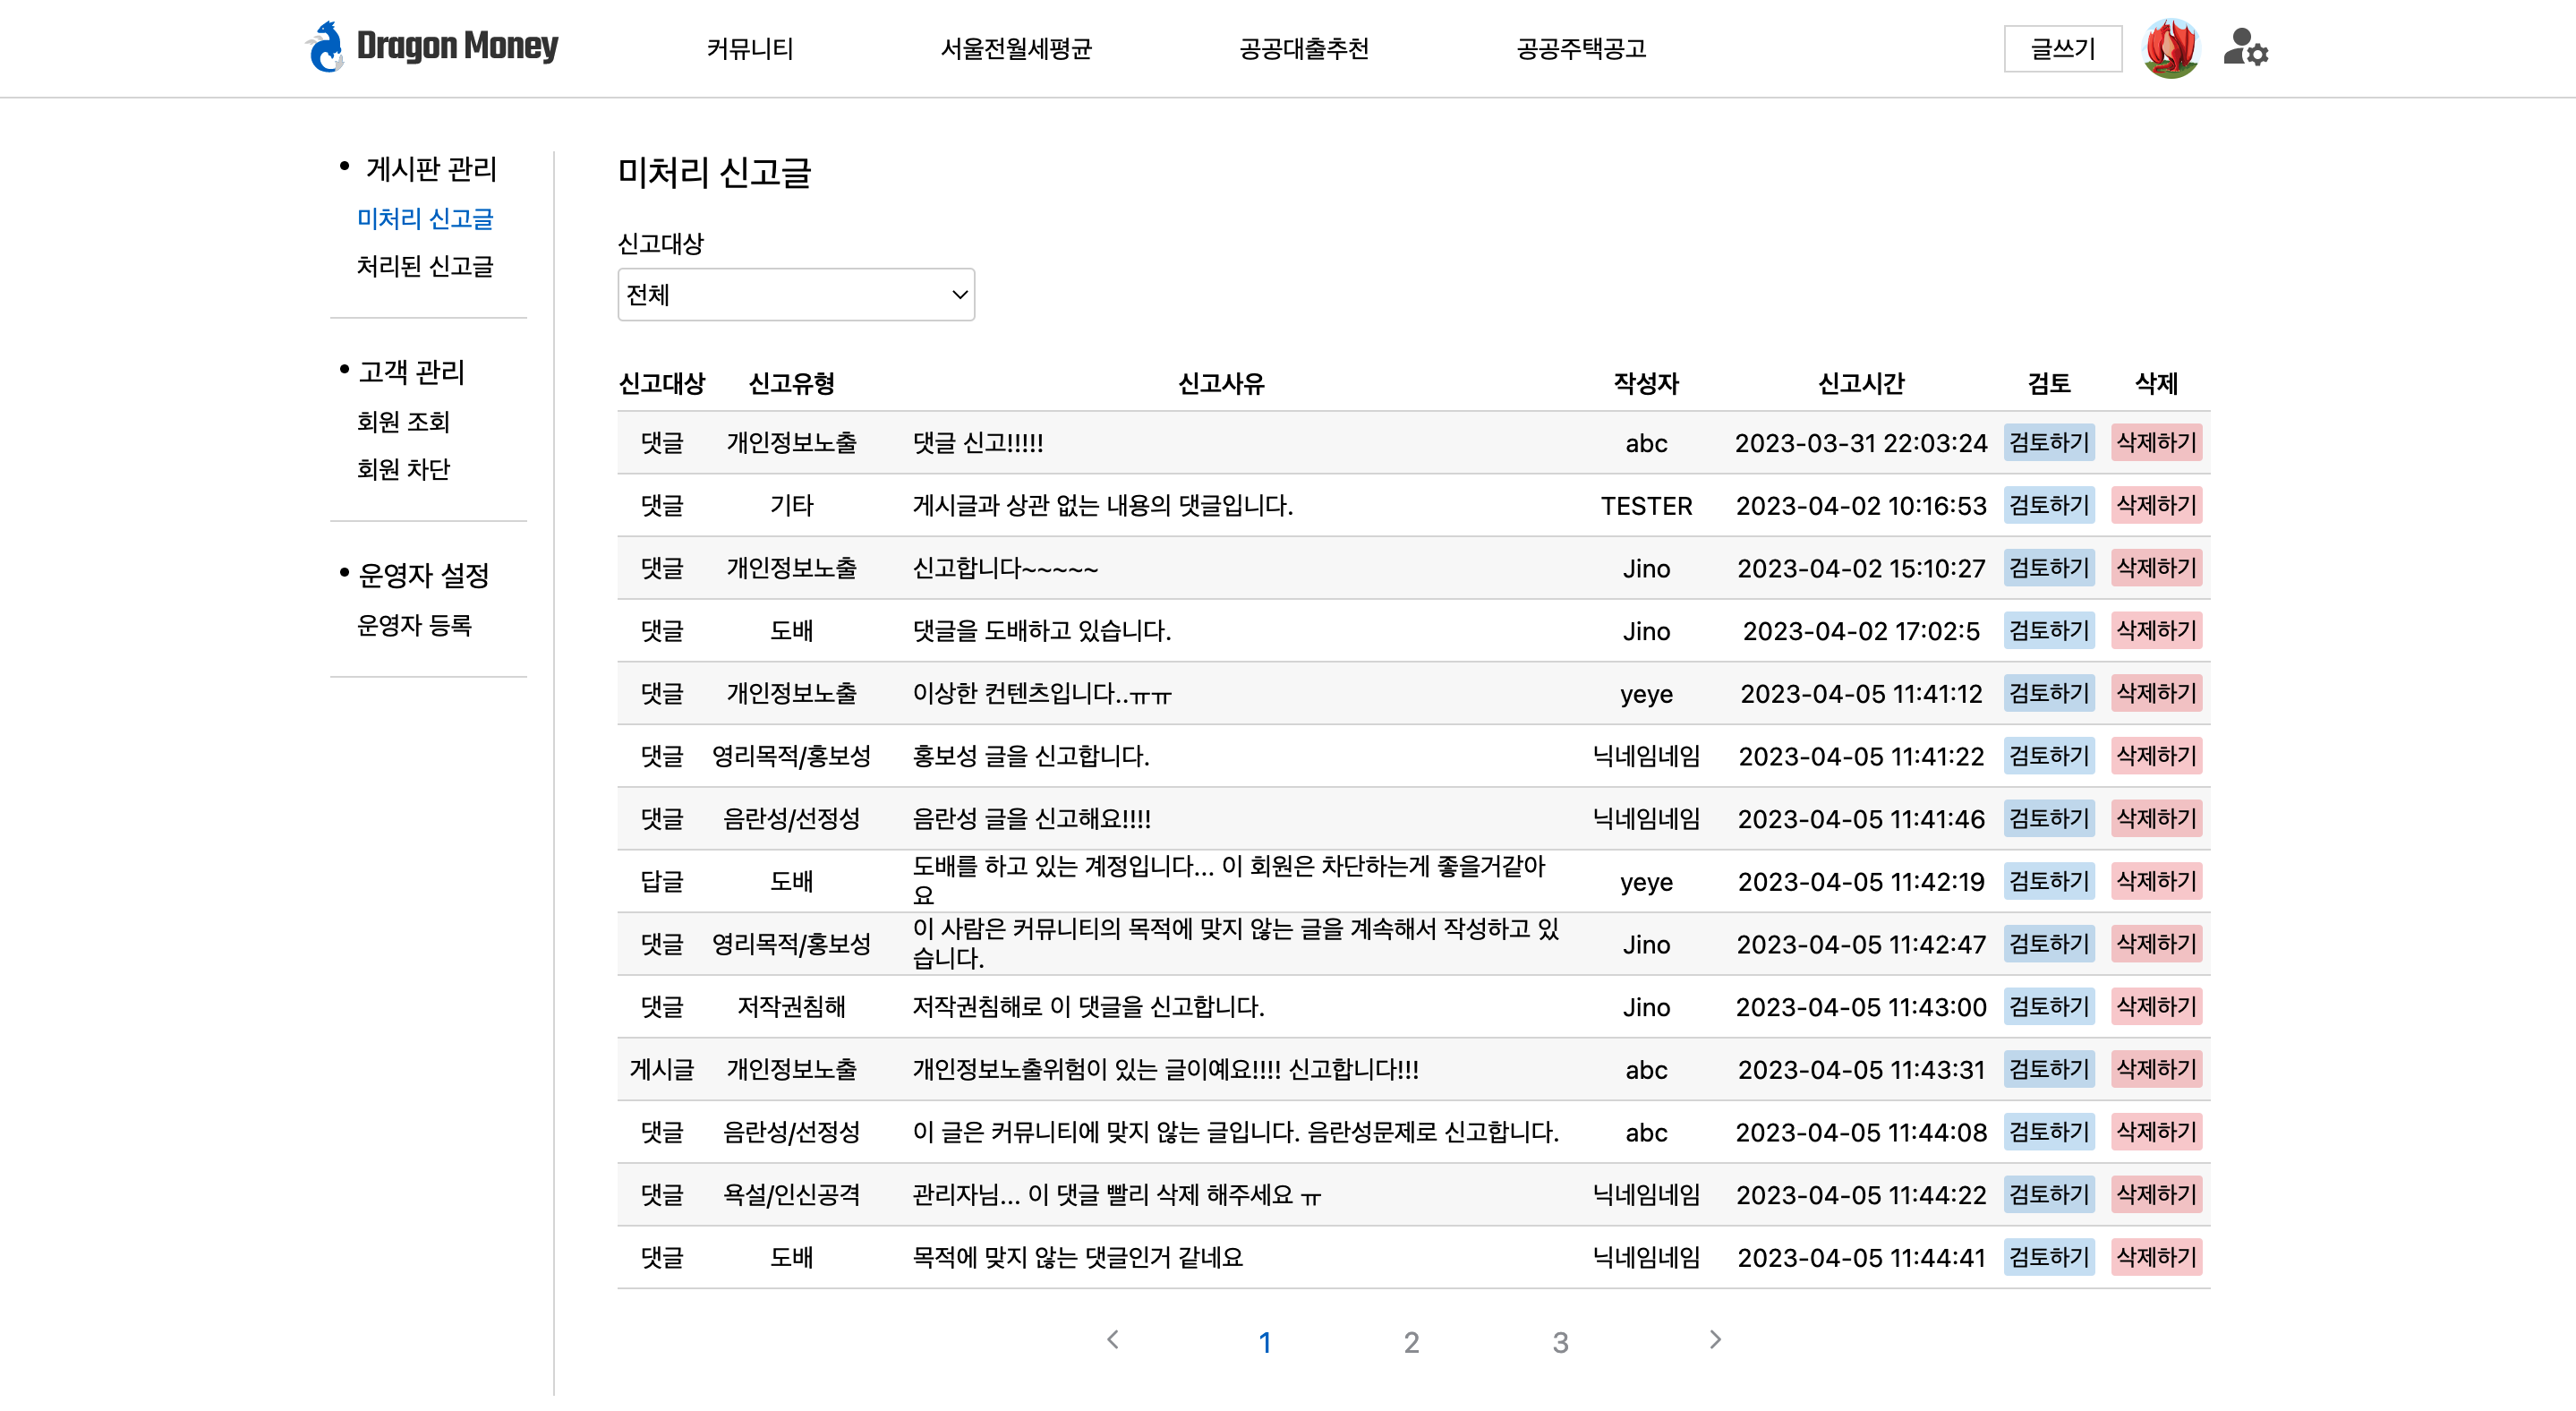 Dragon Money
커뮤니티
서울전월세평균
공공대출추천
공공주택공고
글쓰기
게시판 관리
미처리 신고글
처리된 신고글
고객 관리
회원 조회
회원 차단
운영자 설정
운영자 등록
미처리 신고글
신고대상
전체
신고대상 신고유형 신고사유 작성자 신고시간 검토 삭제
댓글 개인정보노출 댓글 신고!!!!! abc 2023-03-31 22:03:24 검토하기 삭제하기
댓글 기타 게시글과 상관 없는 내용의 댓글입니다. TESTER 2023-04-02 10:16:53 검토하기 삭제하기
댓글 개인정보노출 신고합니다~~~~~ Jino 2023-04-02 15:10:27 검토하기 삭제하기
댓글 도배 댓글을 도배하고 있습니다. Jino 2023-04-02 17:02:5 검토하기 삭제하기
댓글 개인정보노출 이상한 컨텐츠입니다..ㅠㅠ yeye 2023-04-05 11:41:12 검토하기 삭제하기
댓글 영리목적/홍보성 홍보성 글을 신고합니다. 닉네임네임 2023-04-05 11:41:22 검토하기 삭제하기
댓글 음란성/선정성 음란성 글을 신고해요!!!! 닉네임네임 2023-04-05 11:41:46 검토하기 삭제하기
답글 도배 도배를 하고 있는 계정입니다... 이 회원은 차단하는게 좋을거같아
요 yeye 2023-04-05 11:42:19 검토하기 삭제하기
댓글 영리목적/홍보성 이 사람은 커뮤니티의 목적에 맞지 않는 글을 계속해서 작성하고 있
습니다. Jino 2023-04-05 11:42:47 검토하기 삭제하기
댓글 저작권침해 저작권침해로 이 댓글을 신고합니다. Jino 2023-04-05 11:43:00 검토하기 삭제하기
게시글 개인정보노출 개인정보노출위험이 있는 글이예요!!!! 신고합니다!!! abc 2023-04-05 11:43:31 검토하기 삭제하기
댓글 음란성/선정성 이 글은 커뮤니티에 맞지 않는 글입니다. 음란성문제로 신고합니다. abc 2023-04-05 11:44:08 검토하기 삭제하기
댓글 욕설/인신공격 관리자님... 이 댓글 빨리 삭제 해주세요 ㅠ 닉네임네임 2023-04-05 11:44:22 검토하기 삭제하기
댓글 도배 목적에 맞지 않는 댓글인거 같네요 닉네임네임 2023-04-05 11:44:41 검토하기 삭제하기
1 2 3